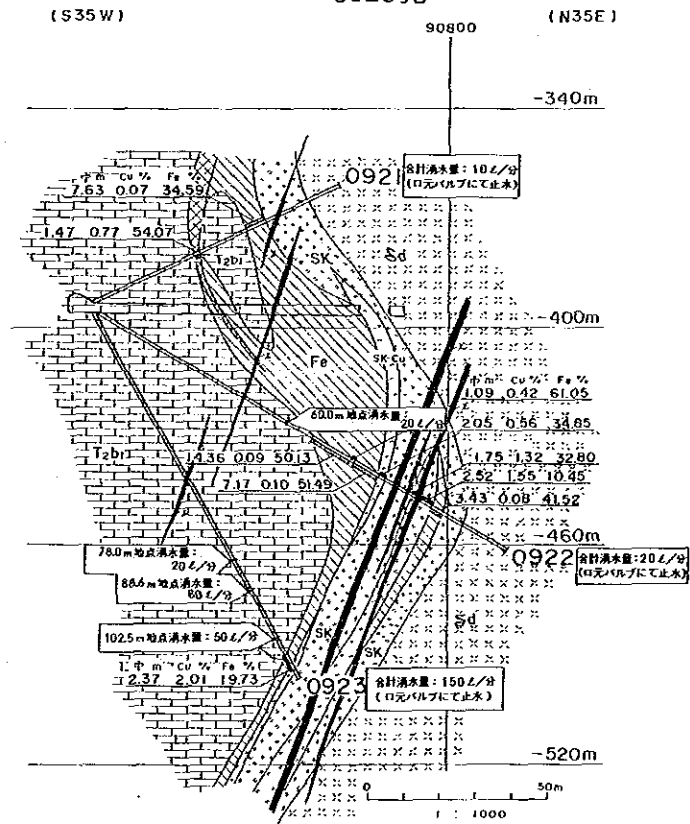 (S35W)
(N35E)
90800
-340m
巾m Cu% Fe%
7.63 0.07 34.59
0921
合計湧水量:10ℓ/分
(口元バルブにて止水)
1.47 0.77 54.07
T2b1
SK
Sd
-400m
Fe
SK-Cu
巾m Cu% Fe%
1.09 0.42 61.05
2.05 0.56 34.85
1.75 1.32 32.80
2.52 1.55 10.45
3.43 0.08 41.52
20ℓ/分
T2b1
14.36 0.09 50.13
7.17 0.10 51.49
-460m
0922
合計湧水量:20ℓ/分
(口元バルブにて止水)
78.0m地点湧水量:
20ℓ/分
88.6m地点湧水量:
80ℓ/分
102.5m地点湧水量:50ℓ/分
SK
SK
Sd
巾m Cu% Fe%
2.37 2.01 19.73
0923
合計湧水量:150ℓ/分
(口元バルブにて止水)
-520m
0 50m
1 : 1000